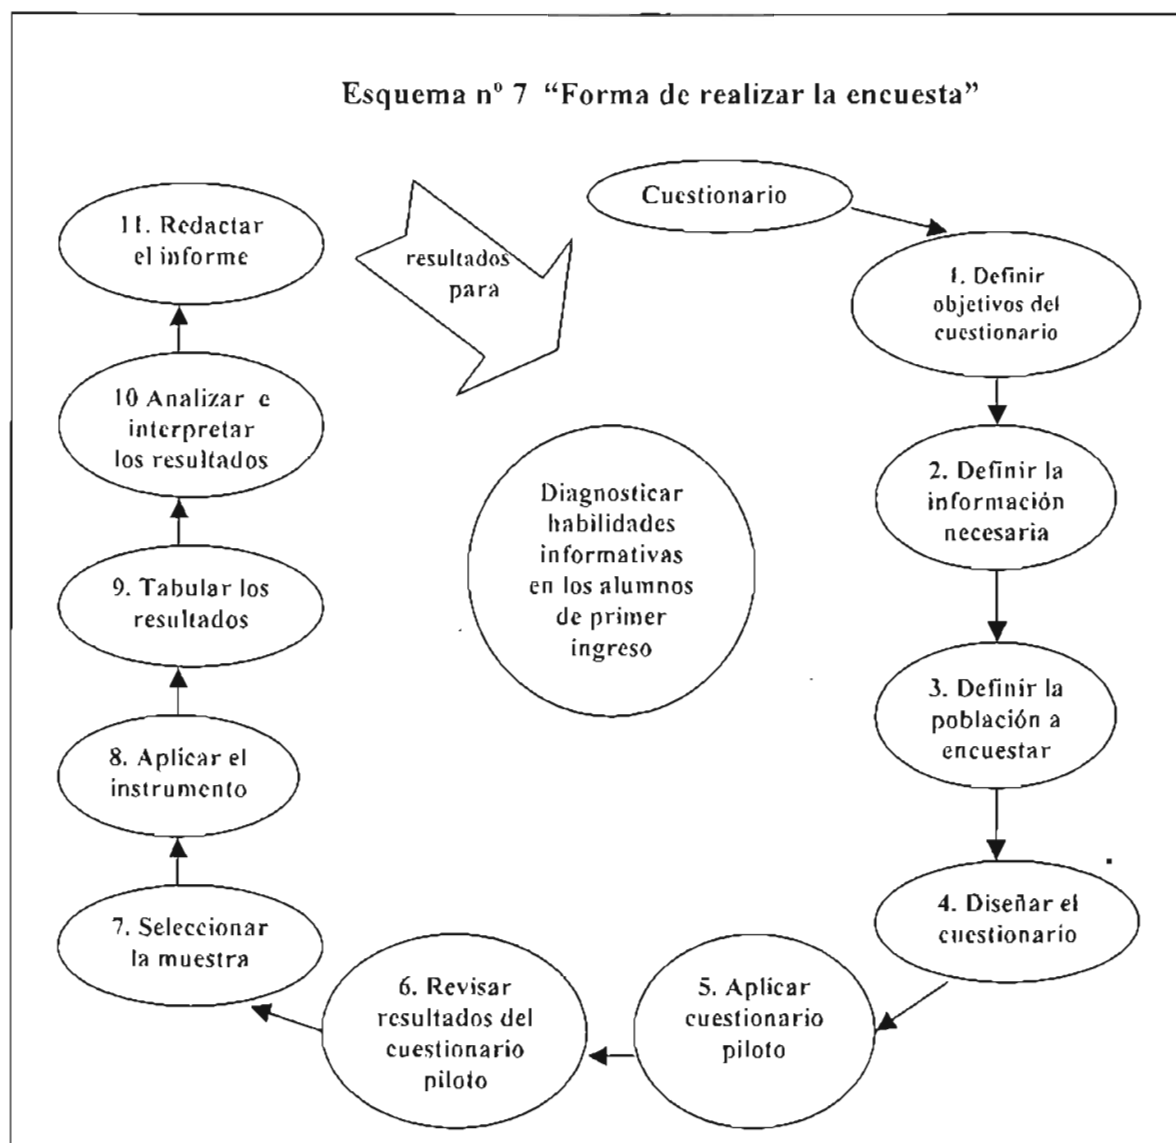 Esquema nº 7 “Forma de realizar la encuesta”
Cuestionario
1. Definir
objetivos del
cuestionario
2. Definir la
información
necesaria
3. Definir la
población a
encuestar
4. Diseñar el
cuestionario
5. Aplicar
cuestionario
piloto
6. Revisar
resultados del
cuestionario
piloto
7. Seleccionar
la muestra
8. Aplicar el
instrumento
9. Tabular los
resultados
10 Analizar e
interpretar
los resultados
11. Redactar
el informe
resultados
para
Diagnosticar
habilidades
informativas
en los alumnos
de primer
ingreso